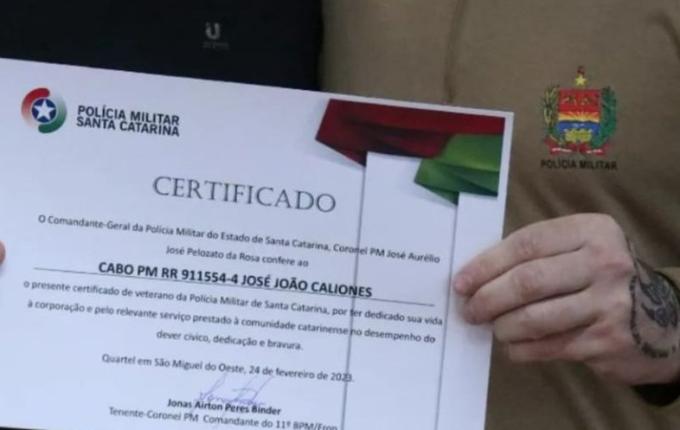 POLÍCIA MILITAR
SANTA CATARINA
POLÍCIA MILITAR
CERTIFICADO
O Comandante-Geral da Polícia Militar do Estado de Santa Catarina, Coronel PM José Aurélio
José Pelozato da Rosa confere ao
CABO PM RR 911554-4 JOSÉ JOÃO CALIONES
o presente certificado de veterano da Polícia Militar de Santa Catarina, por ter dedicado sua vida
à corporação e pelo relevante serviço prestado à comunidade catarinense no desempenho do
dever cívico, dedicação e bravura.
Quartel em São Miguel do Oeste, 24 de fevereiro de 2023.
Jonas Airton Peres Binder
Tenente-Coronel PM Comandante do 11º BPM/Fron